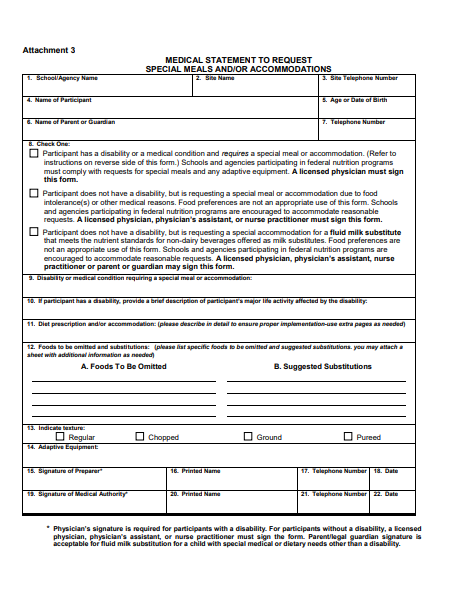 Attachment 3
MEDICAL STATEMENT TO REQUEST
SPECIAL MEALS AND/OR ACCOMMODATIONS
1. School/Agency Name 2. Site Name 3. Site Telephone Number
4. Name of Participant 5. Age or Date of Birth
6. Name of Parent or Guardian 7. Telephone Number
8. Check One:
Participant has a disability or a medical condition and requires a special meal or accommodation. (Refer to
instructions on reverse side of this form.) Schools and agencies participating in federal nutrition programs
must comply with requests for special meals and any adaptive equipment. A licensed physician must sign
this form.
Participant does not have a disability, but is requesting a special meal or accommodation due to food
intolerance(s) or other medical reasons. Food preferences are not an appropriate use of this form. Schools
and agencies participating in federal nutrition programs are encouraged to accommodate reasonable
requests. A licensed physician, physician's assistant, or nurse practitioner must sign this form.
Participant does not have a disability, but is requesting a special accommodation for a fluid milk substitute
that meets the nutrient standards for non-dairy beverages offered as milk substitutes. Food preferences are
not an appropriate use of this form. Schools and agencies participating in federal nutrition programs are
encouraged to accommodate reasonable requests. A licensed physician, physician's assistant, nurse
practitioner or parent or guardian may sign this form.
9. Disability or medical condition requiring a special meal or accommodation:
10. If participant has a disability, provide a brief description of participant's major life activity affected by the disability:
11. Diet prescription and/or accommodation: (please describe in detail to ensure proper implementation-use extra pages as needed)
12. Foods to be omitted and substitutions: (please list specific foods to be omitted and suggested substitutions. you may attach a
sheet with additional information as needed)
A. Foods To Be Omitted B. Suggested Substitutions
13. Indicate texture:
Regular Chopped Ground Pureed
14. Adaptive Equipment:
15. Signature of Preparer* 16. Printed Name 17. Telephone Number 18. Date
19. Signature of Medical Authority* 20. Printed Name 21. Telephone Number 22. Date
* Physician's signature is required for participants with a disability. For participants without a disability, a licensed
physician, physician's assistant, or nurse practitioner must sign the form. Parent/legal guardian signature is
acceptable for fluid milk substitution for a child with special medical or dietary needs other than a disability.